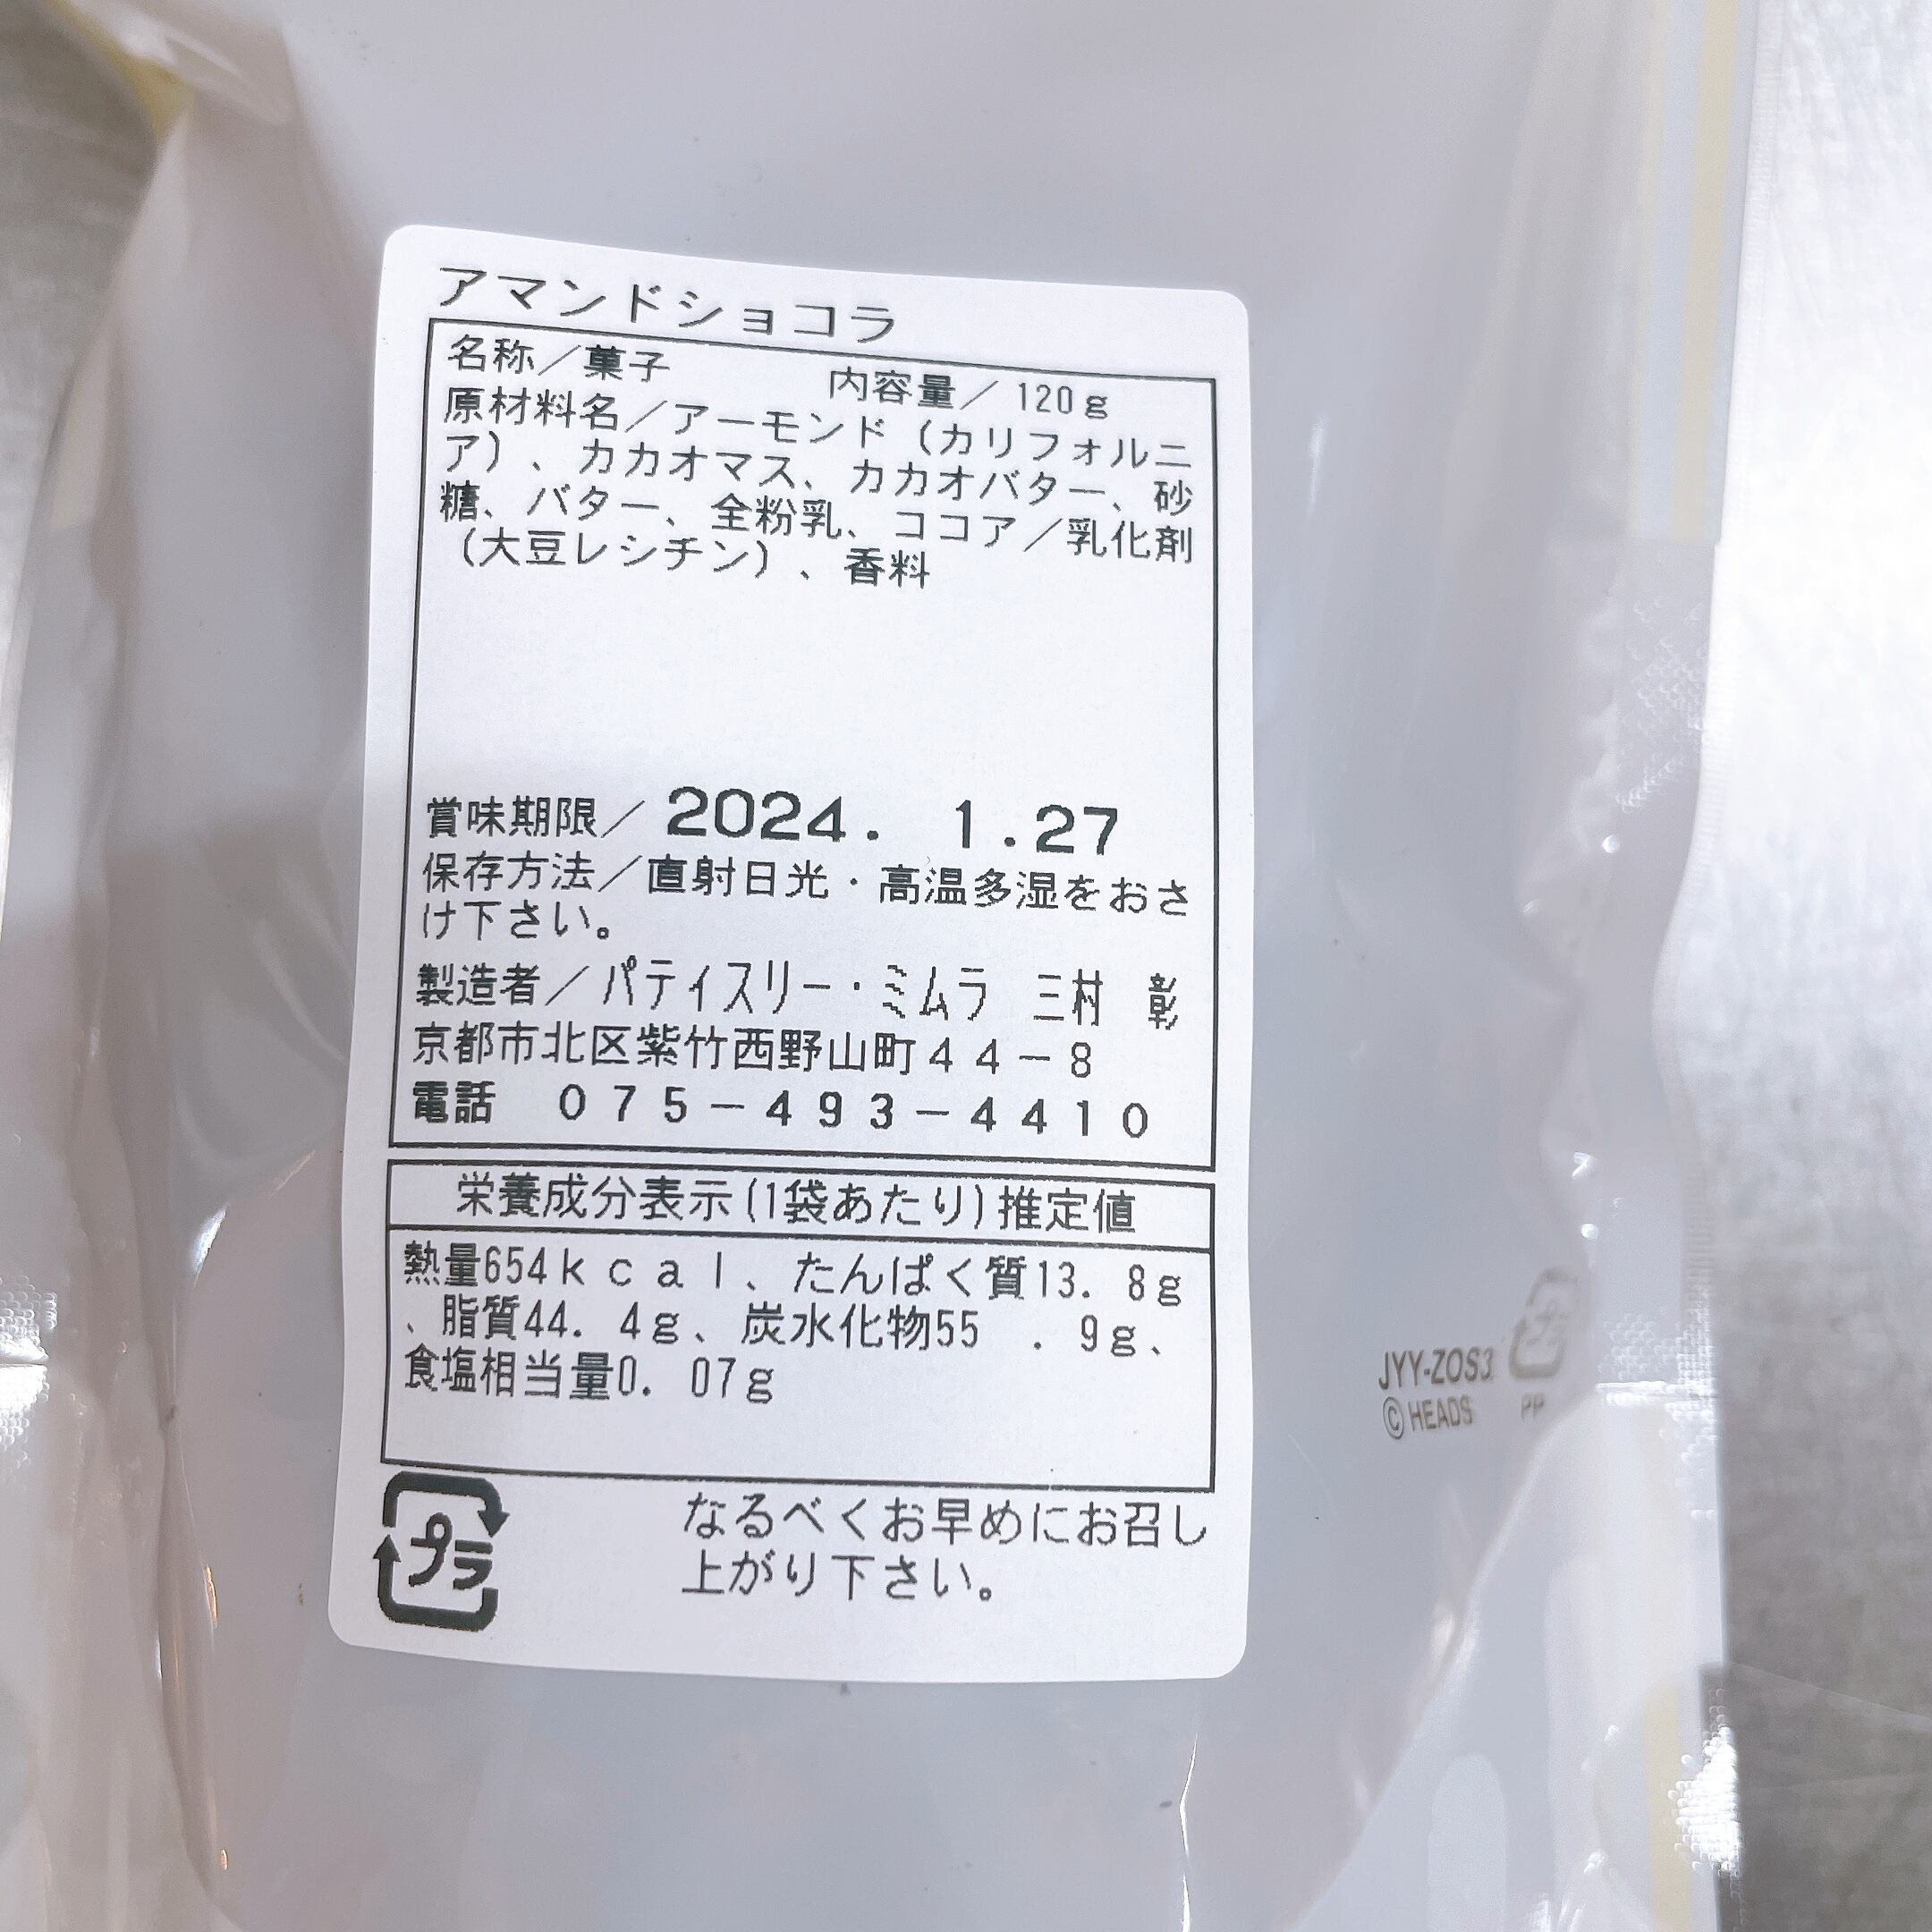 アマンドショコラ
名称／菓子　内容量／120g
原材料名／アーモンド（カリフォルニ
ア）、カカオマス、カカオバター、砂
糖、バター、全粉乳、ココア／乳化剤
（大豆レシチン）、香料
賞味期限／2024. 1.27
保存方法／直射日光・高温多湿をおさ
け下さい。
製造者／パティスリー・ミムラ　三村　彰
京都市北区紫竹西野山町４４－８
電話　０７５－４９３－４４１０
栄養成分表示(1袋あたり)推定値
熱量654ｋｃａｌ、たんぱく質13．8g
、脂質44．4g、炭水化物55　．9g、
食塩相当量0．07g
プラ
なるべくお早めにお召し
上がり下さい。
JYY-ZOS3
© HEADS
プラ
PP